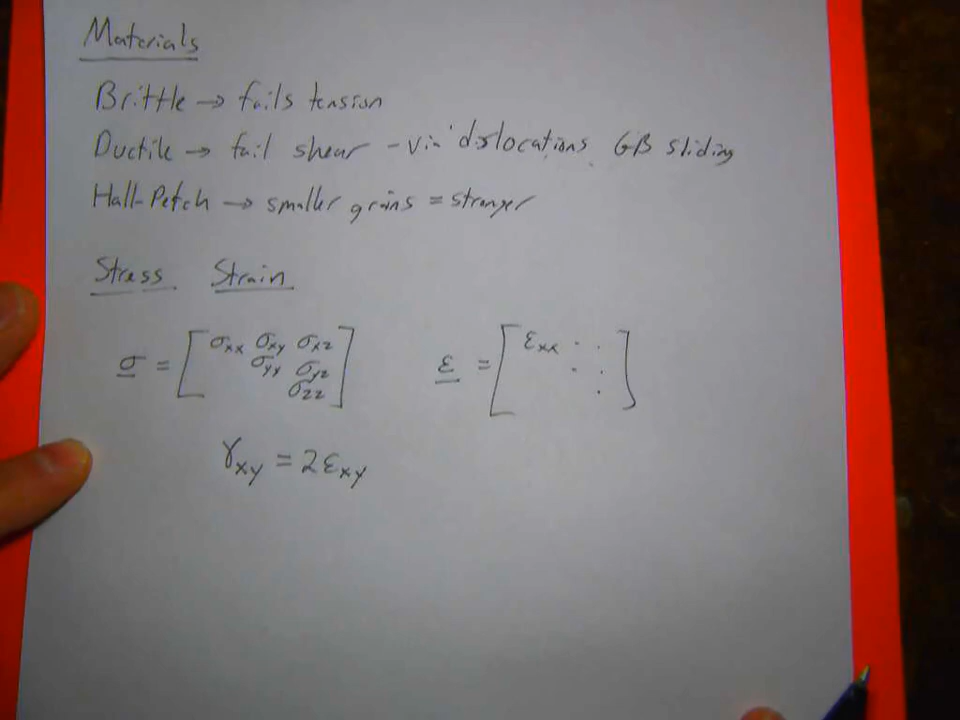 Materials
Brittle → fails tension
Ductile → fail shear - via dislocations GB sliding
Hall-Petch → smaller grains = stronger
Stress Strain
σ = [ σxx σxy σxz
σyy σyz
σzz ]
ε = [ εxx · ·
· ·
· ]
γxy = 2εxy